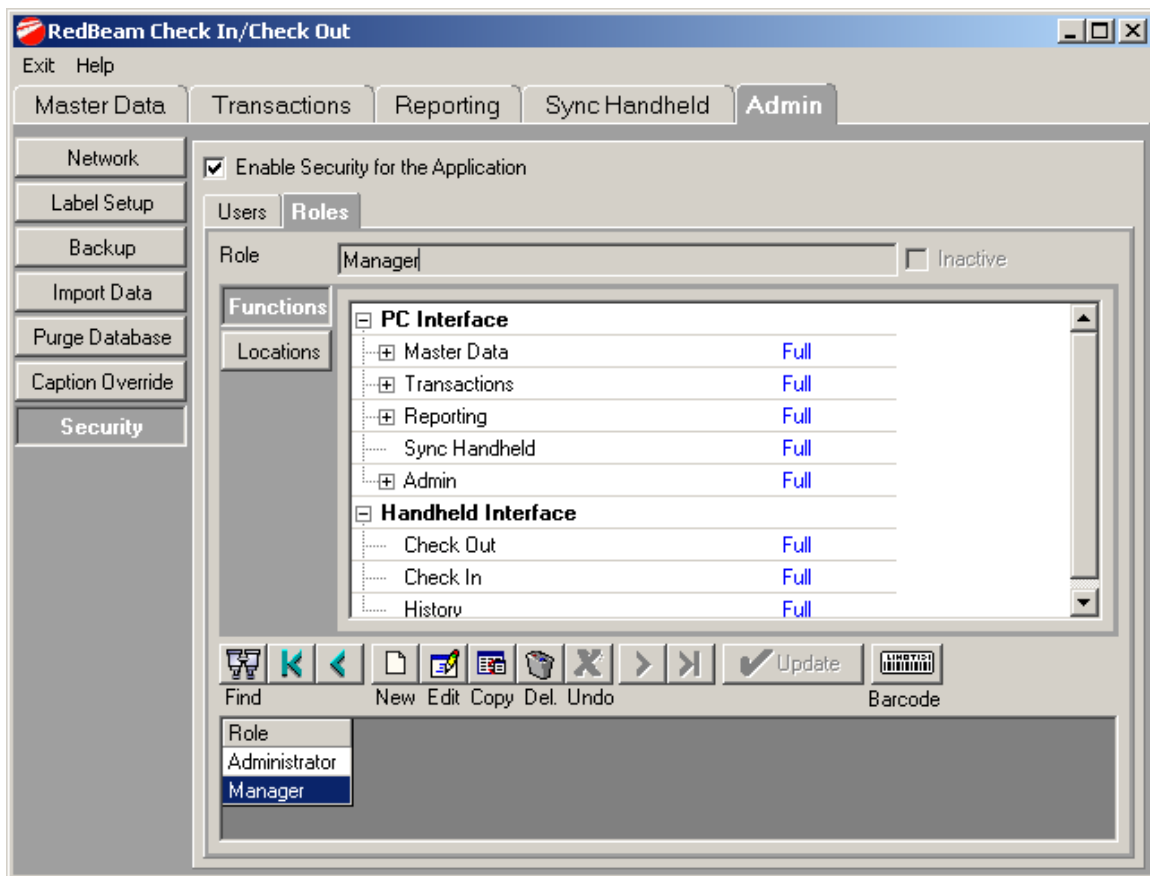 RedBeam Check In/Check Out
Exit Help
Master Data Transactions Reporting Sync Handheld Admin
Network
Label Setup
Backup
Import Data
Purge Database
Caption Override
Security
Enable Security for the Application
Users Roles
Role Manager Inactive
Functions
Locations
PC Interface
Master Data Full
Transactions Full
Reporting Full
Sync Handheld Full
Admin Full
Handheld Interface
Check Out Full
Check In Full
History Full
Update
Find New Edit Copy Del. Undo Barcode
Role
Administrator
Manager